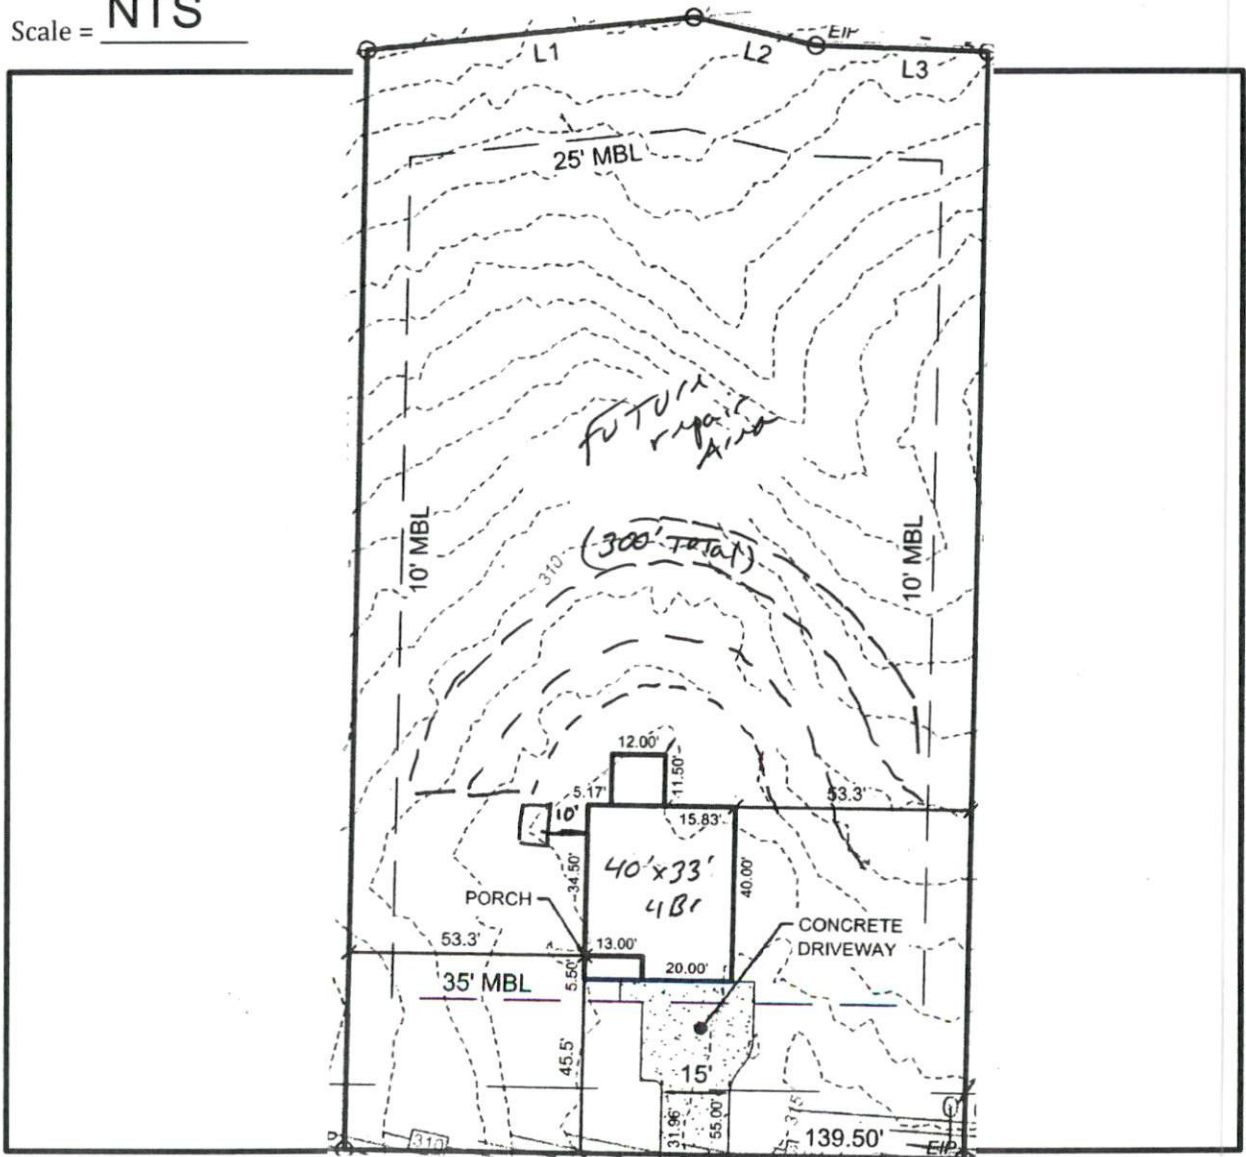 Scale = NTS
EIP
L1
L2
L3
25' MBL
FUTURE
repair
Area
10' MBL
10' MBL
(300' Total)
310
12.00'
11.50'
5.17'
53.3'
10'
15.83'
34.50'
40'x33'
4Br
40.00'
PORCH
CONCRETE
DRIVEWAY
53.3'
13.00'
20.00'
5.50'
35' MBL
45.5'
15'
31.96'
55.00'
315
310
139.50'
EIP